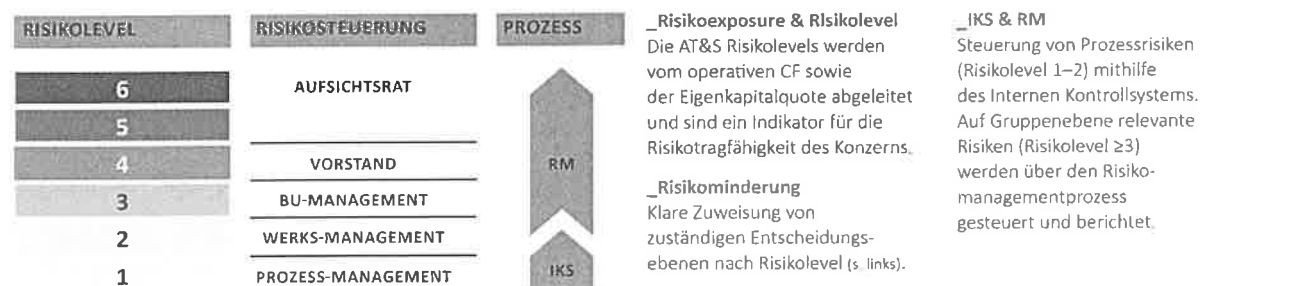 RISIKOLEVEL
RISIKOSTEUERUNG
PROZESS
6
AUFSICHTSRAT
5
4
VORSTAND
3
BU-MANAGEMENT
2
WERKS-MANAGEMENT
1
PROZESS-MANAGEMENT
RM
IKS
_Risikoexposure & Risikolevel
Die AT&S Risikolevels werden
vom operativen CF sowie
der Eigenkapitalquote abgeleitet
und sind ein Indikator für die
Risikotragfähigkeit des Konzerns.
_Risikominderung
Klare Zuweisung von
zuständigen Entscheidungs-
ebenen nach Risikolevel (s. links).
_IKS & RM
Steuerung von Prozessrisiken
(Risikolevel 1–2) mithilfe
des Internen Kontrollsystems.
Auf Gruppenebene relevante
Risiken (Risikolevel ≥3)
werden über den Risiko-
managementprozess
gesteuert und berichtet.